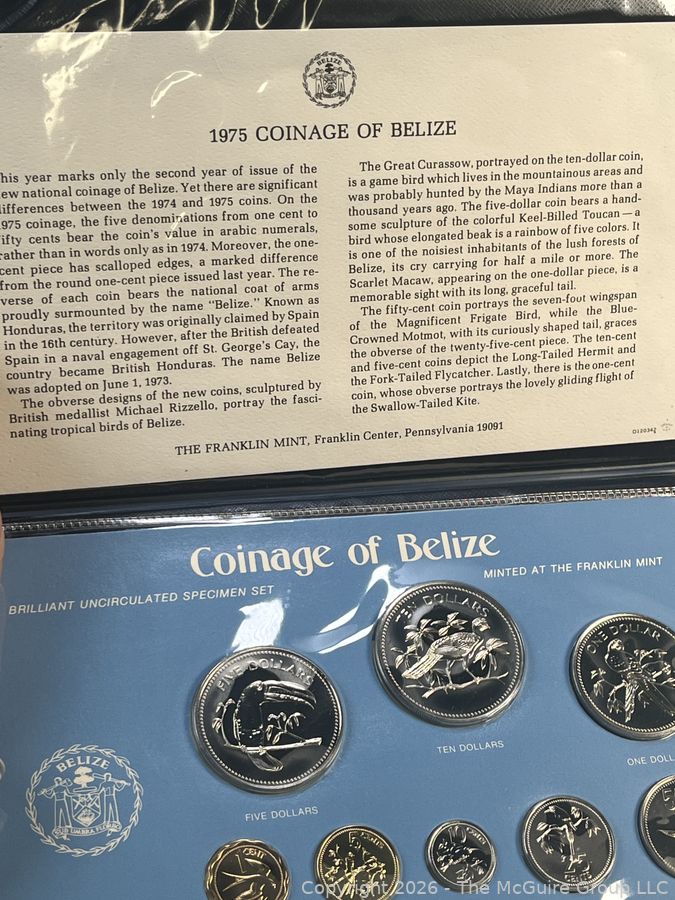 BELIZE
1975 COINAGE OF BELIZE
his year marks only the second year of issue of the
ew national coinage of Belize. Yet there are significant
ifferences between the 1974 and 1975 coins. On the
1975 coinage, the five denominations from one cent to
ifty cents bear the coin's value in arabic numerals,
rather than in words only as in 1974. Moreover, the one-
cent piece has scalloped edges, a marked difference
from the round one-cent piece issued last year. The re-
verse of each coin bears the national coat of arms
proudly surmounted by the name "Belize." Known as
Honduras, the territory was originally claimed by Spain
in the 16th century. However, after the British defeated
Spain in a naval engagement off St. George's Cay, the
country became British Honduras. The name Belize
was adopted on June 1, 1973.
The obverse designs of the new coins, sculptured by
British medallist Michael Rizzello, portray the fasci-
nating tropical birds of Belize.
The Great Curassow, portrayed on the ten-dollar coin,
is a game bird which lives in the mountainous areas and
was probably hunted by the Maya Indians more than a
thousand years ago. The five-dollar coin bears a hand-
some sculpture of the colorful Keel-Billed Toucan — a
bird whose elongated beak is a rainbow of five colors. It
is one of the noisiest inhabitants of the lush forests of
Belize, its cry carrying for half a mile or more. The
Scarlet Macaw, appearing on the one-dollar piece, is a
memorable sight with its long, graceful tail.
The fifty-cent coin portrays the seven-foot wingspan
of the Magnificent Frigate Bird, while the Blue-
Crowned Motmot, with its curiously shaped tail, graces
the obverse of the twenty-five-cent piece. The ten-cent
and five-cent coins depict the Long-Tailed Hermit and
the Fork-Tailed Flycatcher. Lastly, there is the one-cent
coin, whose obverse portrays the lovely gliding flight of
the Swallow-Tailed Kite.
THE FRANKLIN MINT, Franklin Center, Pennsylvania 19091
Coinage of Belize
BRILLIANT UNCIRCULATED SPECIMEN SET
MINTED AT THE FRANKLIN MINT
FIVE DOLLARS
TEN DOLLARS
ONE DOLLAR
FIVE DOLLARS
TEN DOLLARS
ONE DOLL
BELIZE
SUB UMBRA FLOREO
1 CENT
5 CENTS
10 CENTS
25 CENTS
5
Copyright 2026 - The McGuire Group LLC